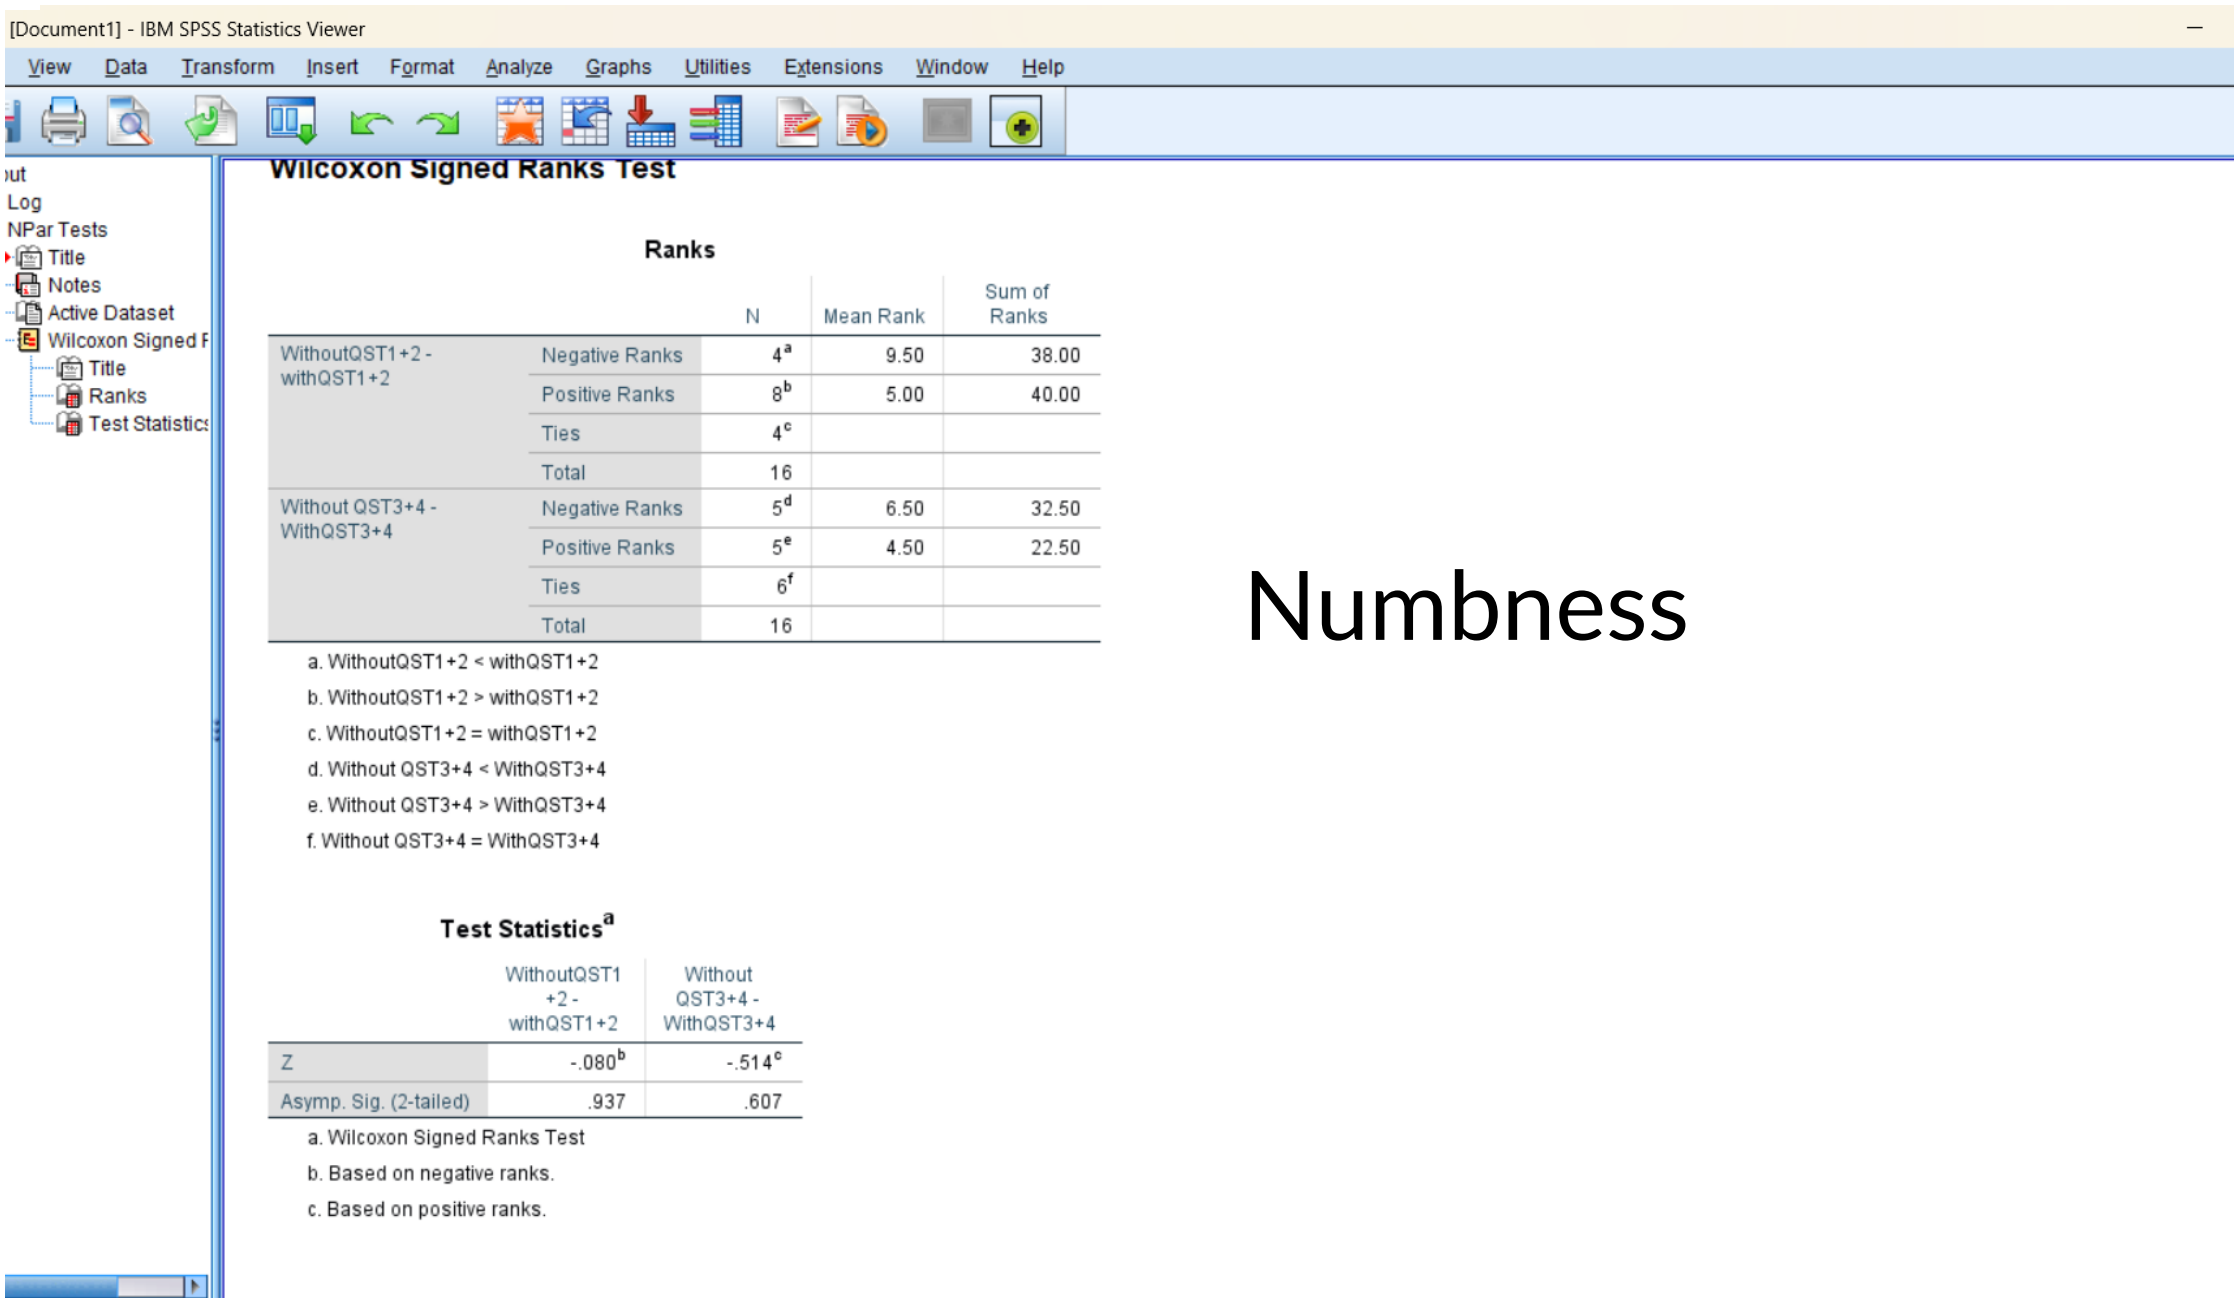 [Document1] - IBM SPSS Statistics Viewer
View Data Transform Insert Format Analyze Graphs Utilities Extensions Window Help
Log
NPar Tests
Title
Notes
Active Dataset
Wilcoxon Signed
Title
Ranks
Test Statistics
Wilcoxon Signed Ranks Test
Ranks
N Mean Rank Sum of Ranks
WithoutQST1+2 - withQST1+2 Negative Ranks 4a 9.50 38.00
Positive Ranks 8b 5.00 40.00
Ties 4c
Total 16
Without QST3+4 - WithQST3+4 Negative Ranks 5d 6.50 32.50
Positive Ranks 5e 4.50 22.50
Ties 6f
Total 16
a. WithoutQST1+2 < withQST1+2
b. WithoutQST1+2 > withQST1+2
c. WithoutQST1+2 = withQST1+2
d. Without QST3+4 < WithQST3+4
e. Without QST3+4 > WithQST3+4
f. Without QST3+4 = WithQST3+4
Numbness
Test Statisticsa
WithoutQST1+2 - withQST1+2 Without QST3+4 - WithQST3+4
Z -.080b -.514c
Asymp. Sig. (2-tailed) .937 .607
a. Wilcoxon Signed Ranks Test
b. Based on negative ranks.
c. Based on positive ranks.